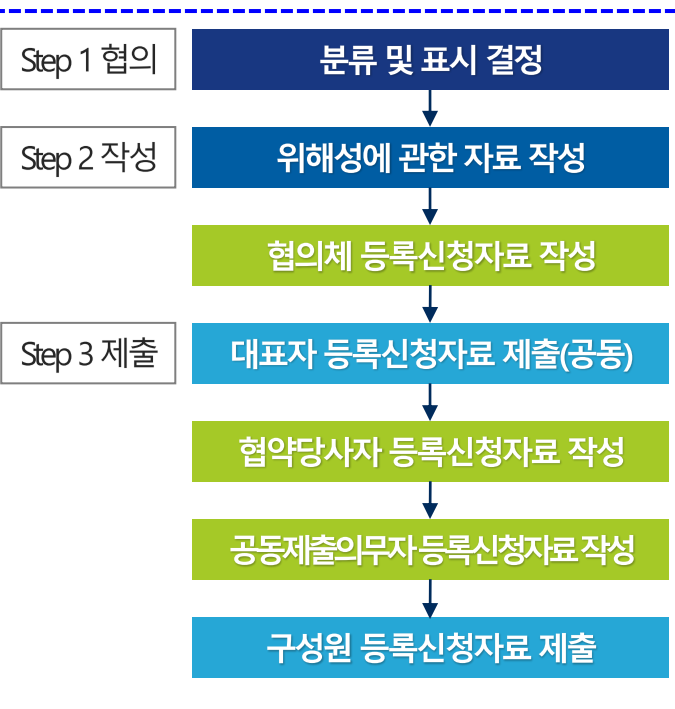 Step 1 협의
분류 및 표시 결정
Step 2 작성
위해성에 관한 자료 작성
협의체 등록신청자료 작성
Step 3 제출
대표자 등록신청자료 제출(공동)
협약당사자 등록신청자료 작성
공동제출의무자 등록신청자료 작성
구성원 등록신청자료 제출